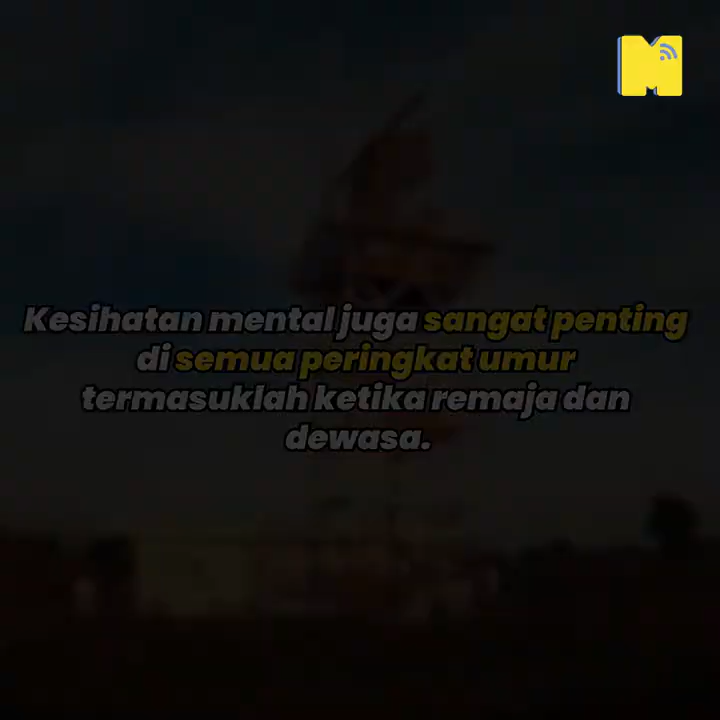 M
Kesihatan mental juga sangat penting
di semua peringkat umur
termasuklah ketika remaja dan
dewasa.